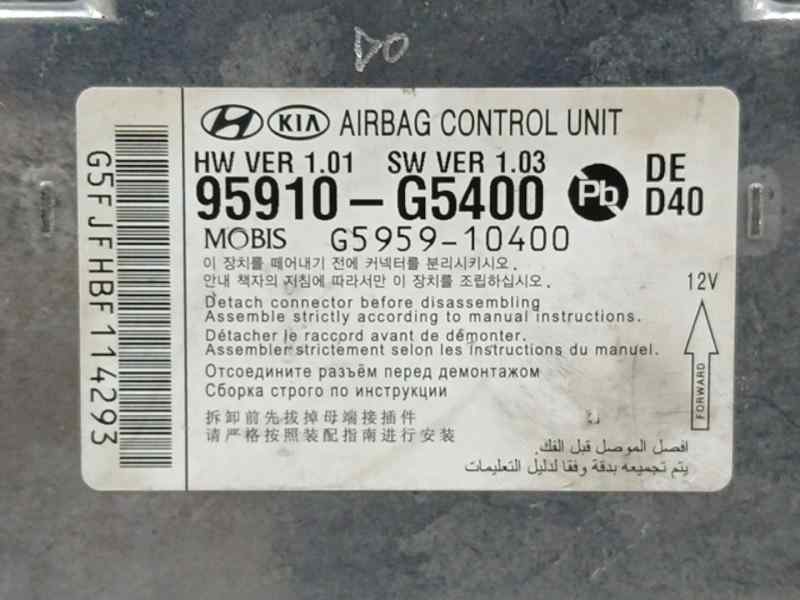 DO
HYUNDAI KIA AIRBAG CONTROL UNIT
HW VER 1.01 SW VER 1.03
95910-G5400 Pb DE D40
MOBIS G5959-10400
이 장치를 떼어내기 전에 커넥터를 분리시키시오.
안내 책자의 지침에 따라서만 이 장치를 조립하십시오.
12V
Detach connector before disassembling
Assemble strictly according to manual instructions.
Détacher le raccord avant de démonter.
Assembler strictement selon les instructions du manuel.
Отсоедините разъём перед демонтажом
Сборка строго по инструкции
FORWARD
拆卸前先拔掉母端接插件
请严格按照装配指南进行安装
افصل الموصل قبل الفك.
يتم تجميعه بدقة وفقا لدليل التعليمات
G5FJFHBF114293